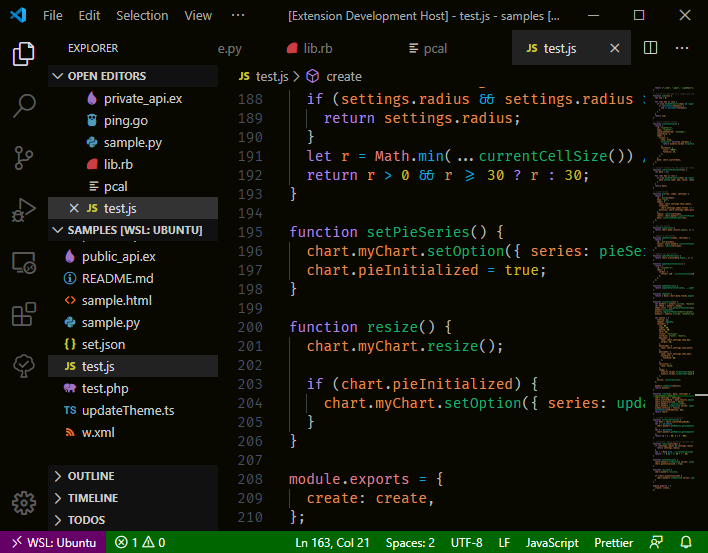 File Edit Selection View ··· [Extension Development Host] - test.js - samples [...
EXPLORER
e.py lib.rb pcal JS test.js
OPEN EDITORS
private_api.ex
ping.go
sample.py
lib.rb
pcal
JS test.js
SAMPLES [WSL: UBUNTU]
public_api.ex
README.md
sample.html
sample.py
{} set.json
JS test.js
test.php
TS updateTheme.ts
w.xml
OUTLINE
TIMELINE
TODOS
JS test.js > create
188 if (settings.radius && settings.radius >
189 return settings.radius;
190 }
191 let r = Math.min(...currentCellSize()) /
192 return r > 0 && r >= 30 ? r : 30;
193 }
194
195 function setPieSeries() {
196 chart.myChart.setOption({ series: pieSe
197 chart.pieInitialized = true;
198 }
199
200 function resize() {
201 chart.myChart.resize();
202
203 if (chart.pieInitialized) {
204 chart.myChart.setOption({ series: upda
205 }
206 }
207
208 module.exports = {
209 create: create,
210 };
WSL: Ubuntu 1 0 Ln 163, Col 21 Spaces: 2 UTF-8 LF JavaScript Prettier